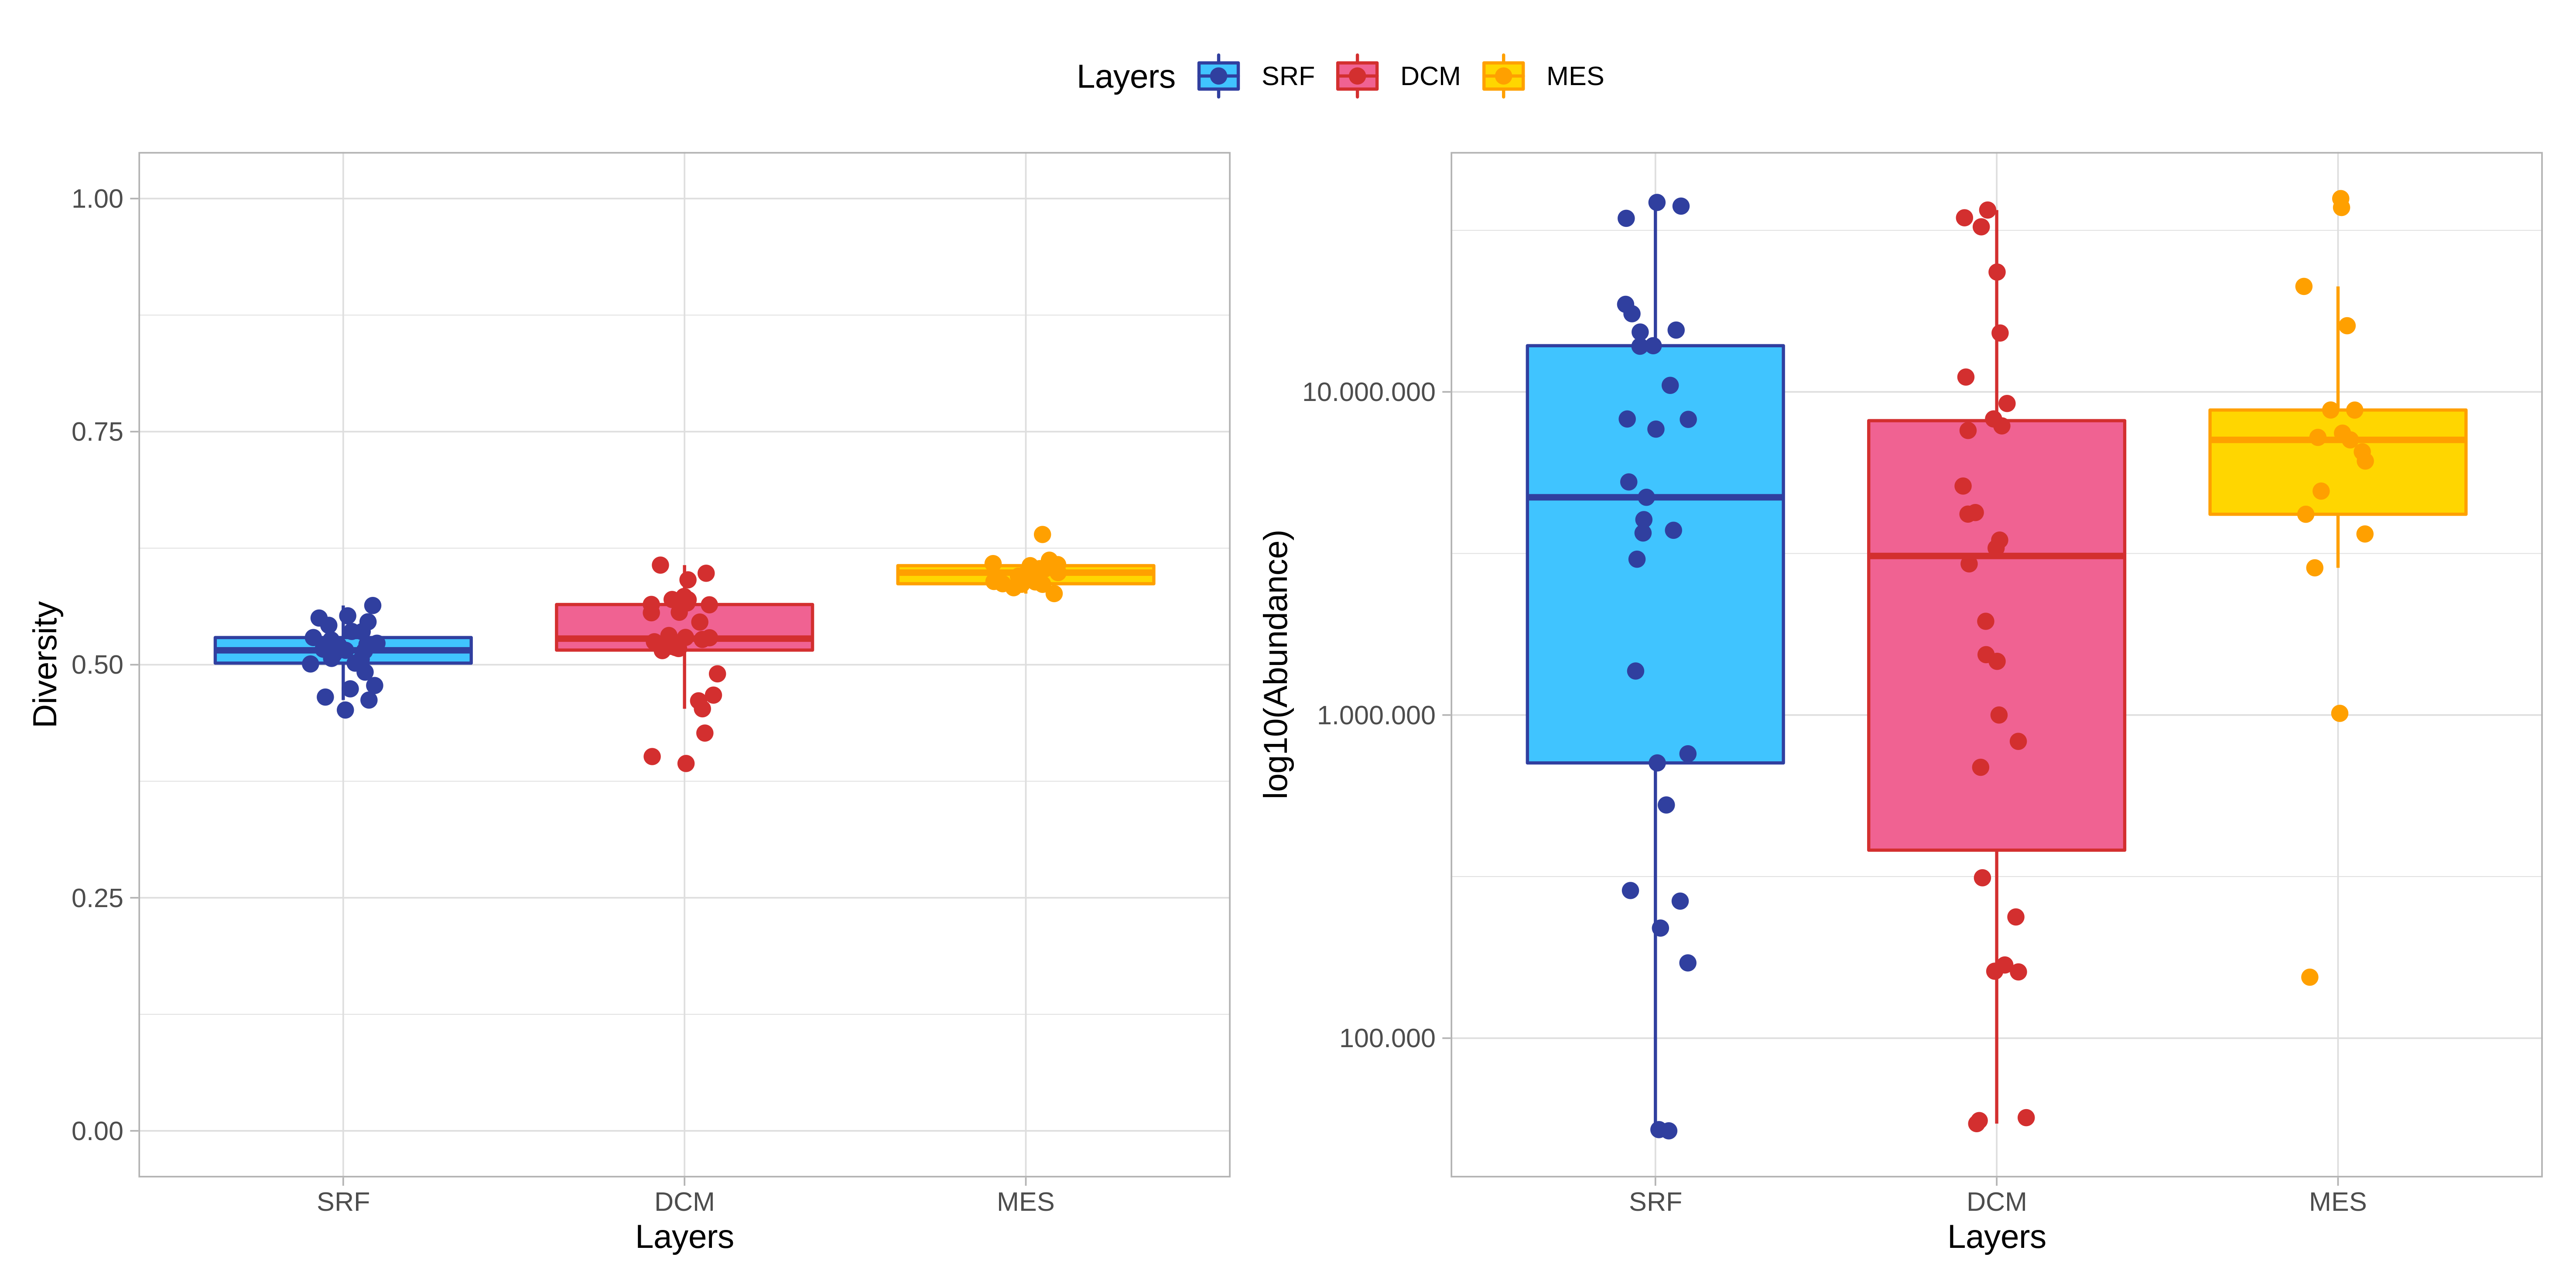 Layers SRF DCM MES
Diversity
1.00
0.75
0.50
0.25
0.00
SRF DCM MES
Layers
log10(Abundance)
10.000.000
1.000.000
100.000
SRF DCM MES
Layers